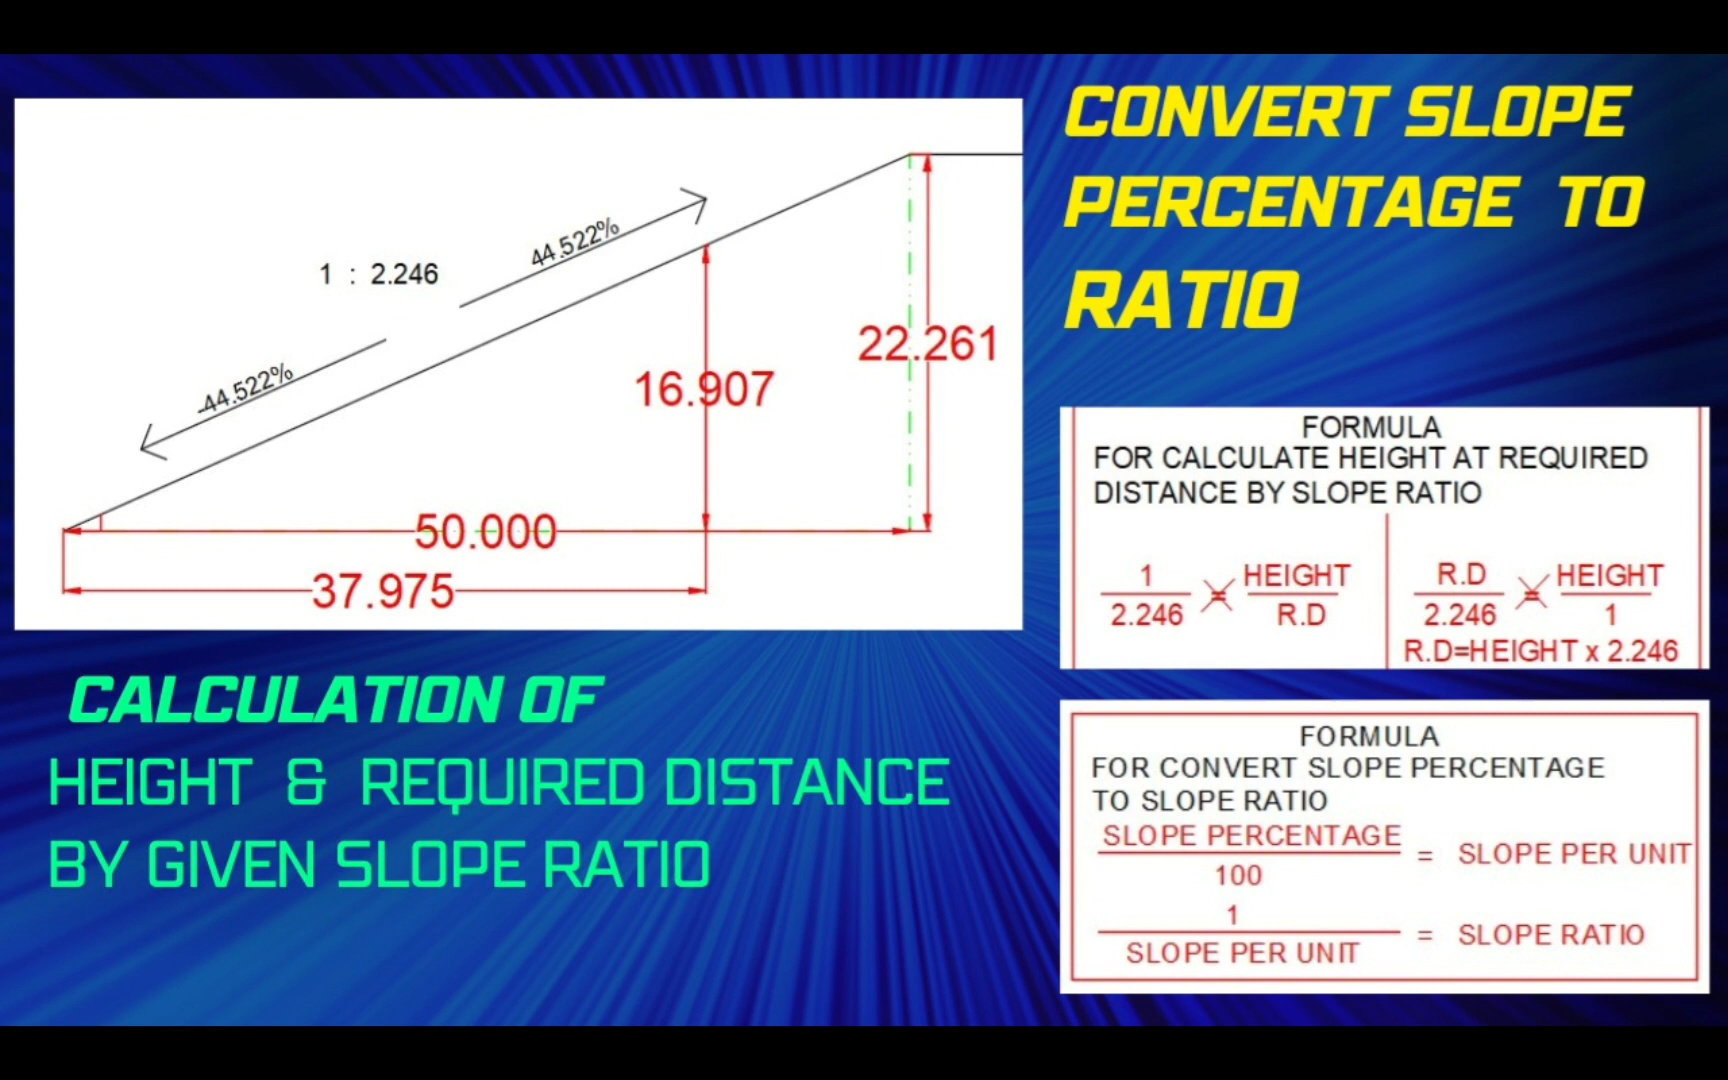 CONVERT SLOPE
PERCENTAGE TO
RATIO
44.522%
1 : 2.246
-44.522%
22.261
16.907
50.000
37.975
CALCULATION OF
HEIGHT & REQUIRED DISTANCE
BY GIVEN SLOPE RATIO
FORMULA
FOR CALCULATE HEIGHT AT REQUIRED
DISTANCE BY SLOPE RATIO
1
2.246
=
HEIGHT
R.D
R.D
2.246
=
HEIGHT
1
R.D=HEIGHT x 2.246
FORMULA
FOR CONVERT SLOPE PERCENTAGE
TO SLOPE RATIO
SLOPE PERCENTAGE
100
= SLOPE PER UNIT
1
SLOPE PER UNIT
= SLOPE RATIO